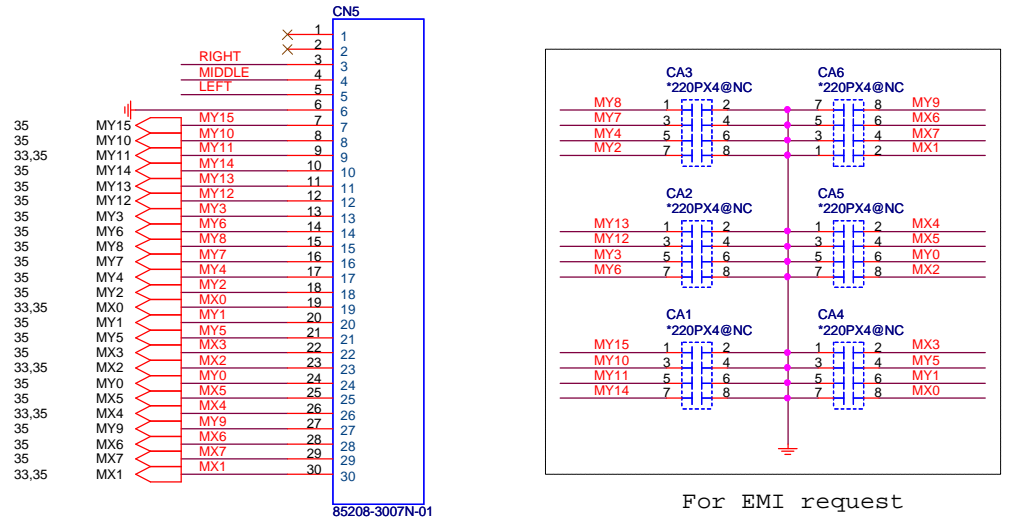 CN5
1 1
2 2
RIGHT 3 3
MIDDLE 4 4
LEFT 5 5
6 6
35 MY15 MY15 7 7
35 MY10 MY10 8 8
33,35 MY11 MY11 9 9
35 MY14 MY14 10 10
35 MY13 MY13 11 11
35 MY12 MY12 12 12
35 MY3 MY3 13 13
35 MY6 MY6 14 14
35 MY8 MY8 15 15
35 MY7 MY7 16 16
35 MY4 MY4 17 17
35 MY2 MY2 18 18
33,35 MX0 MX0 19 19
35 MY1 MY1 20 20
35 MY5 MY5 21 21
35 MX3 MX3 22 22
33,35 MX2 MX2 23 23
35 MY0 MY0 24 24
35 MX5 MX5 25 25
33,35 MX4 MX4 26 26
35 MY9 MY9 27 27
35 MX6 MX6 28 28
35 MX7 MX7 29 29
33,35 MX1 MX1 30 30
85208-3007N-01
CA3 CA6
*220PX4@NC *220PX4@NC
MY8 1 2 7 8 MY9
MY7 3 4 5 6 MX6
MY4 5 6 3 4 MX7
MY2 7 8 1 2 MX1
CA2 CA5
*220PX4@NC *220PX4@NC
MY13 1 2 1 2 MX4
MY12 3 4 3 4 MX5
MY3 5 6 5 6 MY0
MY6 7 8 7 8 MX2
CA1 CA4
*220PX4@NC *220PX4@NC
MY15 1 2 1 2 MX3
MY10 3 4 3 4 MY5
MY11 5 6 5 6 MY1
MY14 7 8 7 8 MX0
For EMI request